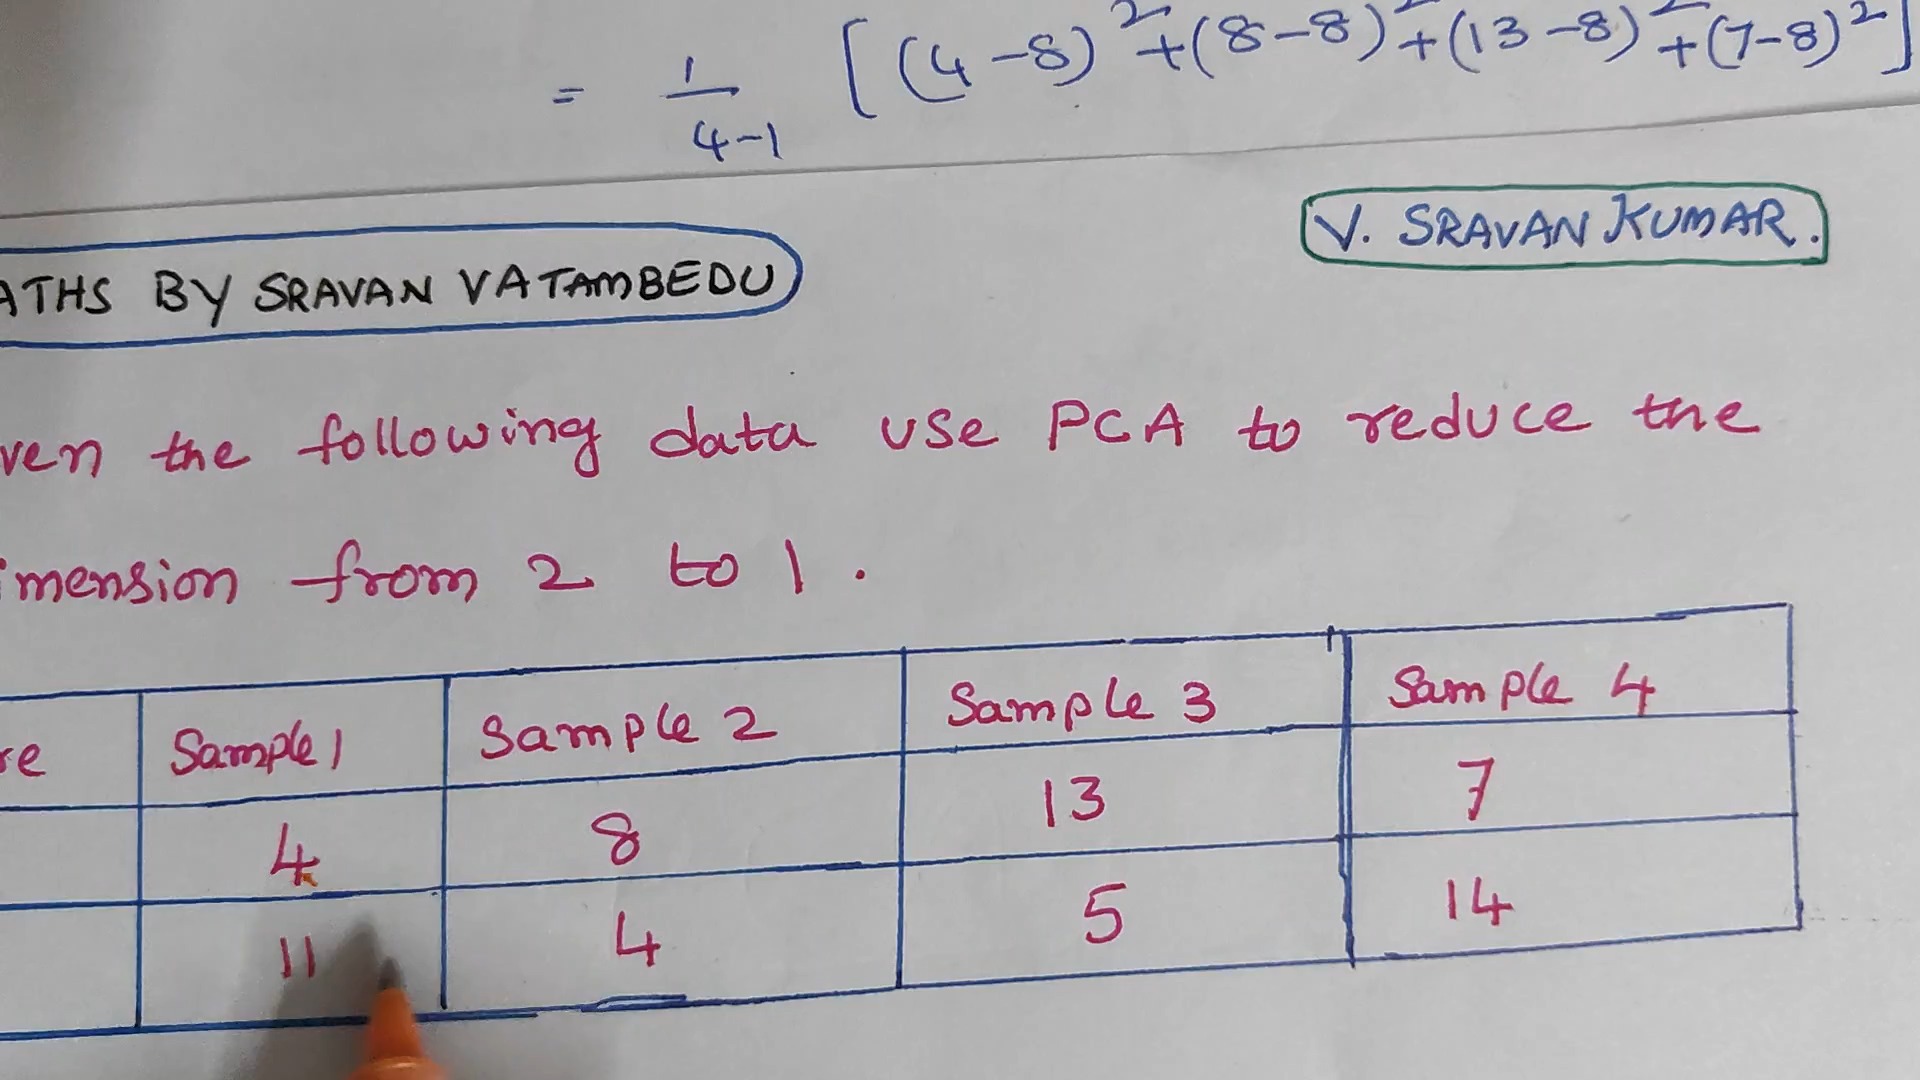 = 1/(4-1) [(4-8)²+(8-8)²+(13-8)²+(7-8)²]
V. SRAVAN KUMAR.
ATHS BY SRAVAN VATAMBEDU
ven the following data use PCA to reduce the
imension from 2 to 1.
re Sample 1 Sample 2 Sample 3 Sample 4
4 8 13 7
11 4 5 14